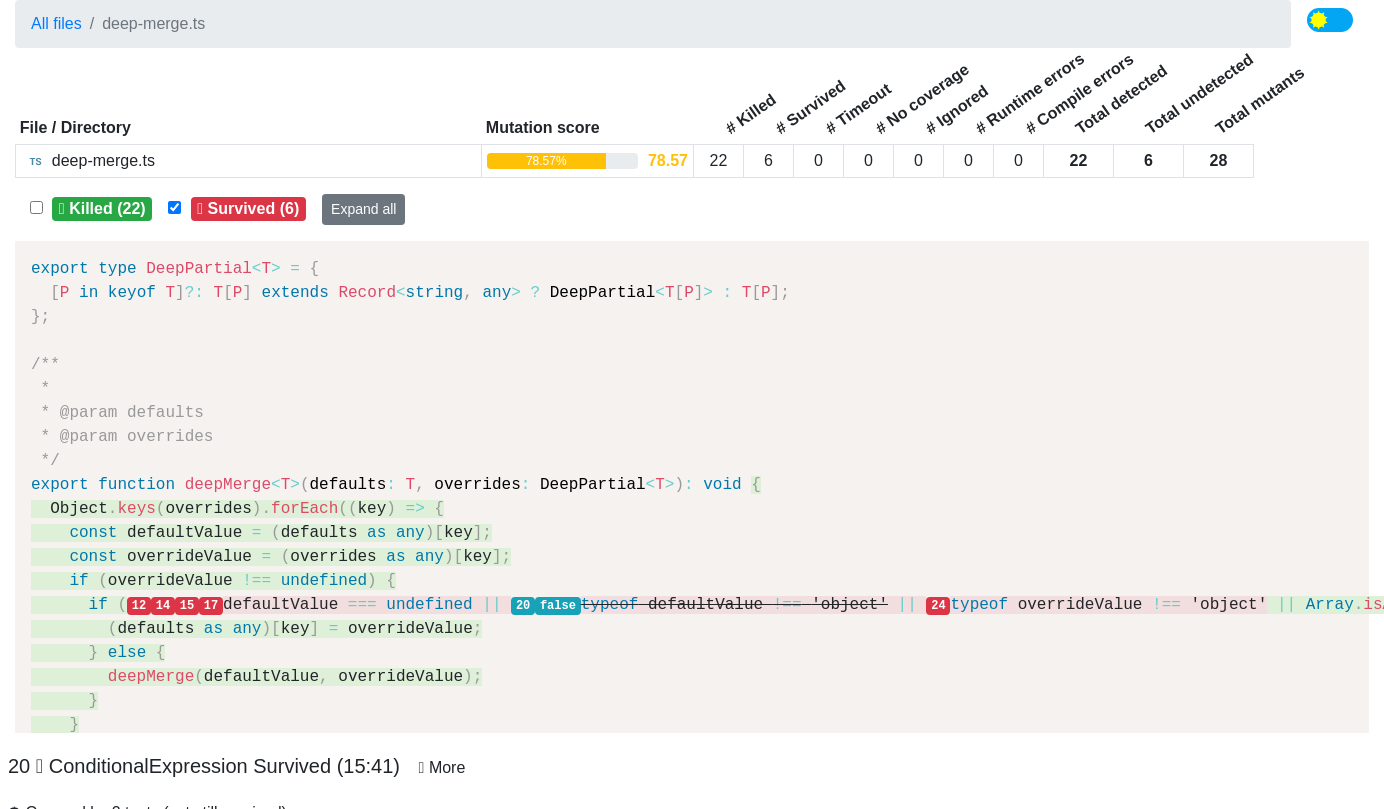 All files / deep-merge.ts
File / Directory Mutation score # Killed # Survived # Timeout # No coverage # Ignored # Runtime errors # Compile errors Total detected Total undetected Total mutants
TS deep-merge.ts 78.57% 78.57 22 6 0 0 0 0 0 22 6 28
Killed (22) Survived (6) Expand all
export type DeepPartial<T> = {
  [P in keyof T]?: T[P] extends Record<string, any> ? DeepPartial<T[P]> : T[P];
};
/**
 *
 * @param defaults
 * @param overrides
 */
export function deepMerge<T>(defaults: T, overrides: DeepPartial<T>): void {
  Object.keys(overrides).forEach((key) => {
    const defaultValue = (defaults as any)[key];
    const overrideValue = (overrides as any)[key];
    if (overrideValue !== undefined) {
      if (12 14 15 17 defaultValue === undefined || 20 false typeof defaultValue !== 'object' || 24 typeof overrideValue !== 'object' || Array.is
        (defaults as any)[key] = overrideValue;
      } else {
        deepMerge(defaultValue, overrideValue);
      }
    }
20 ConditionalExpression Survived (15:41) More